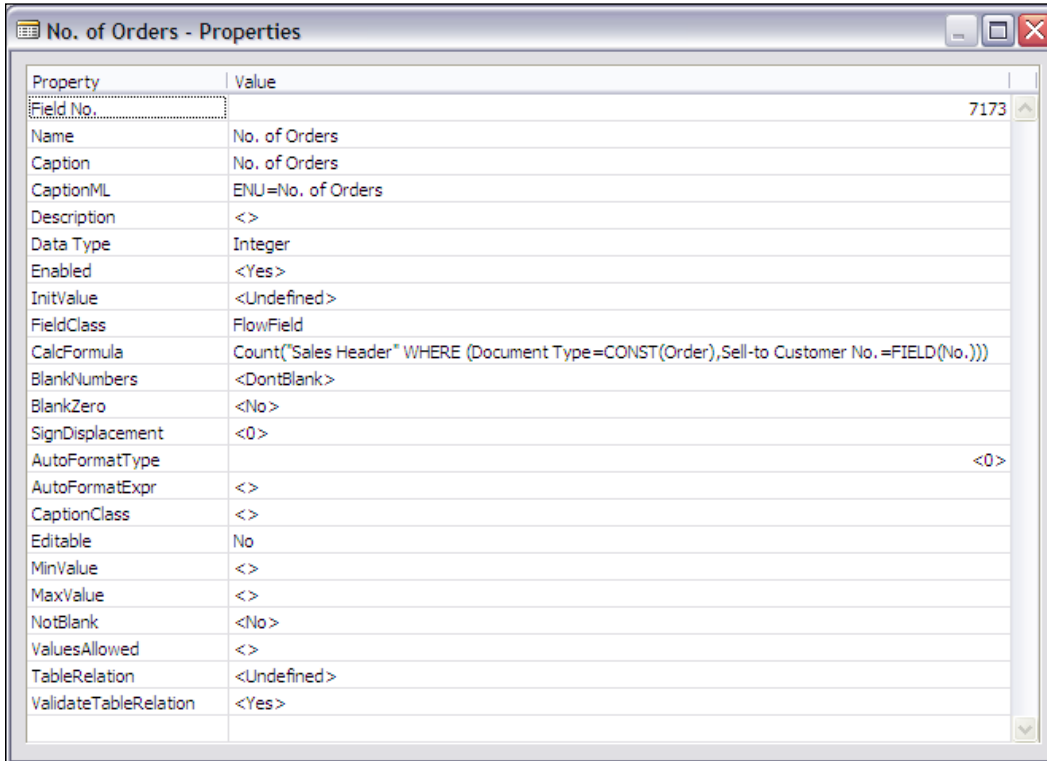 No. of Orders - Properties
Property Value
Field No. 7173
Name No. of Orders
Caption No. of Orders
CaptionML ENU=No. of Orders
Description <>
Data Type Integer
Enabled <Yes>
InitValue <Undefined>
FieldClass FlowField
CalcFormula Count("Sales Header" WHERE (Document Type=CONST(Order),Sell-to Customer No.=FIELD(No.)))
BlankNumbers <DontBlank>
BlankZero <No>
SignDisplacement <0>
AutoFormatType <0>
AutoFormatExpr <>
CaptionClass <>
Editable No
MinValue <>
MaxValue <>
NotBlank <No>
ValuesAllowed <>
TableRelation <Undefined>
ValidateTableRelation <Yes>